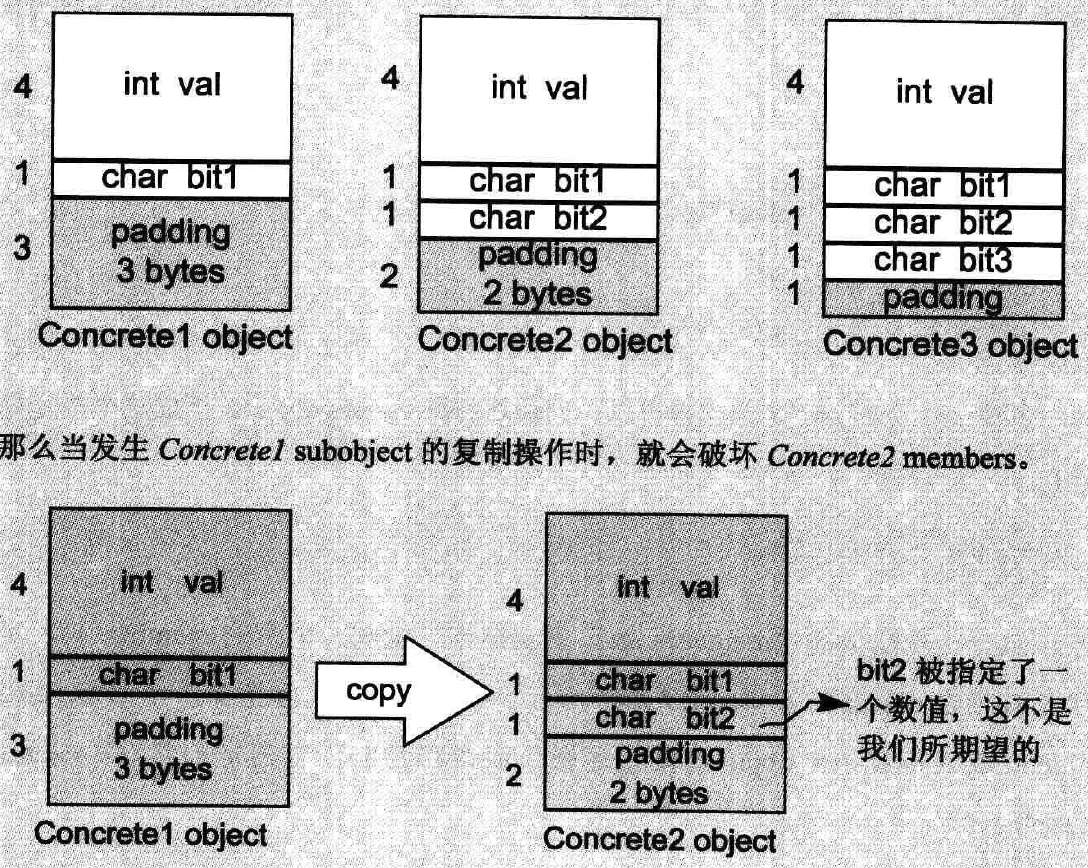 4 int val
1 char bit1
3 padding
3 bytes
Concrete1 object
4 int val
1 char bit1
1 char bit2
2 padding
2 bytes
Concrete2 object
4 int val
1 char bit1
1 char bit2
1 char bit3
1 padding
Concrete3 object
那么当发生 Concrete1 subobject 的复制操作时，就会破坏 Concrete2 members。
4 int val
1 char bit1
3 padding
3 bytes
Concrete1 object
copy
4 int val
1 char bit1
1 char bit2
2 padding
2 bytes
Concrete2 object
bit2 被指定了一
个数值，这不是
我们所期望的